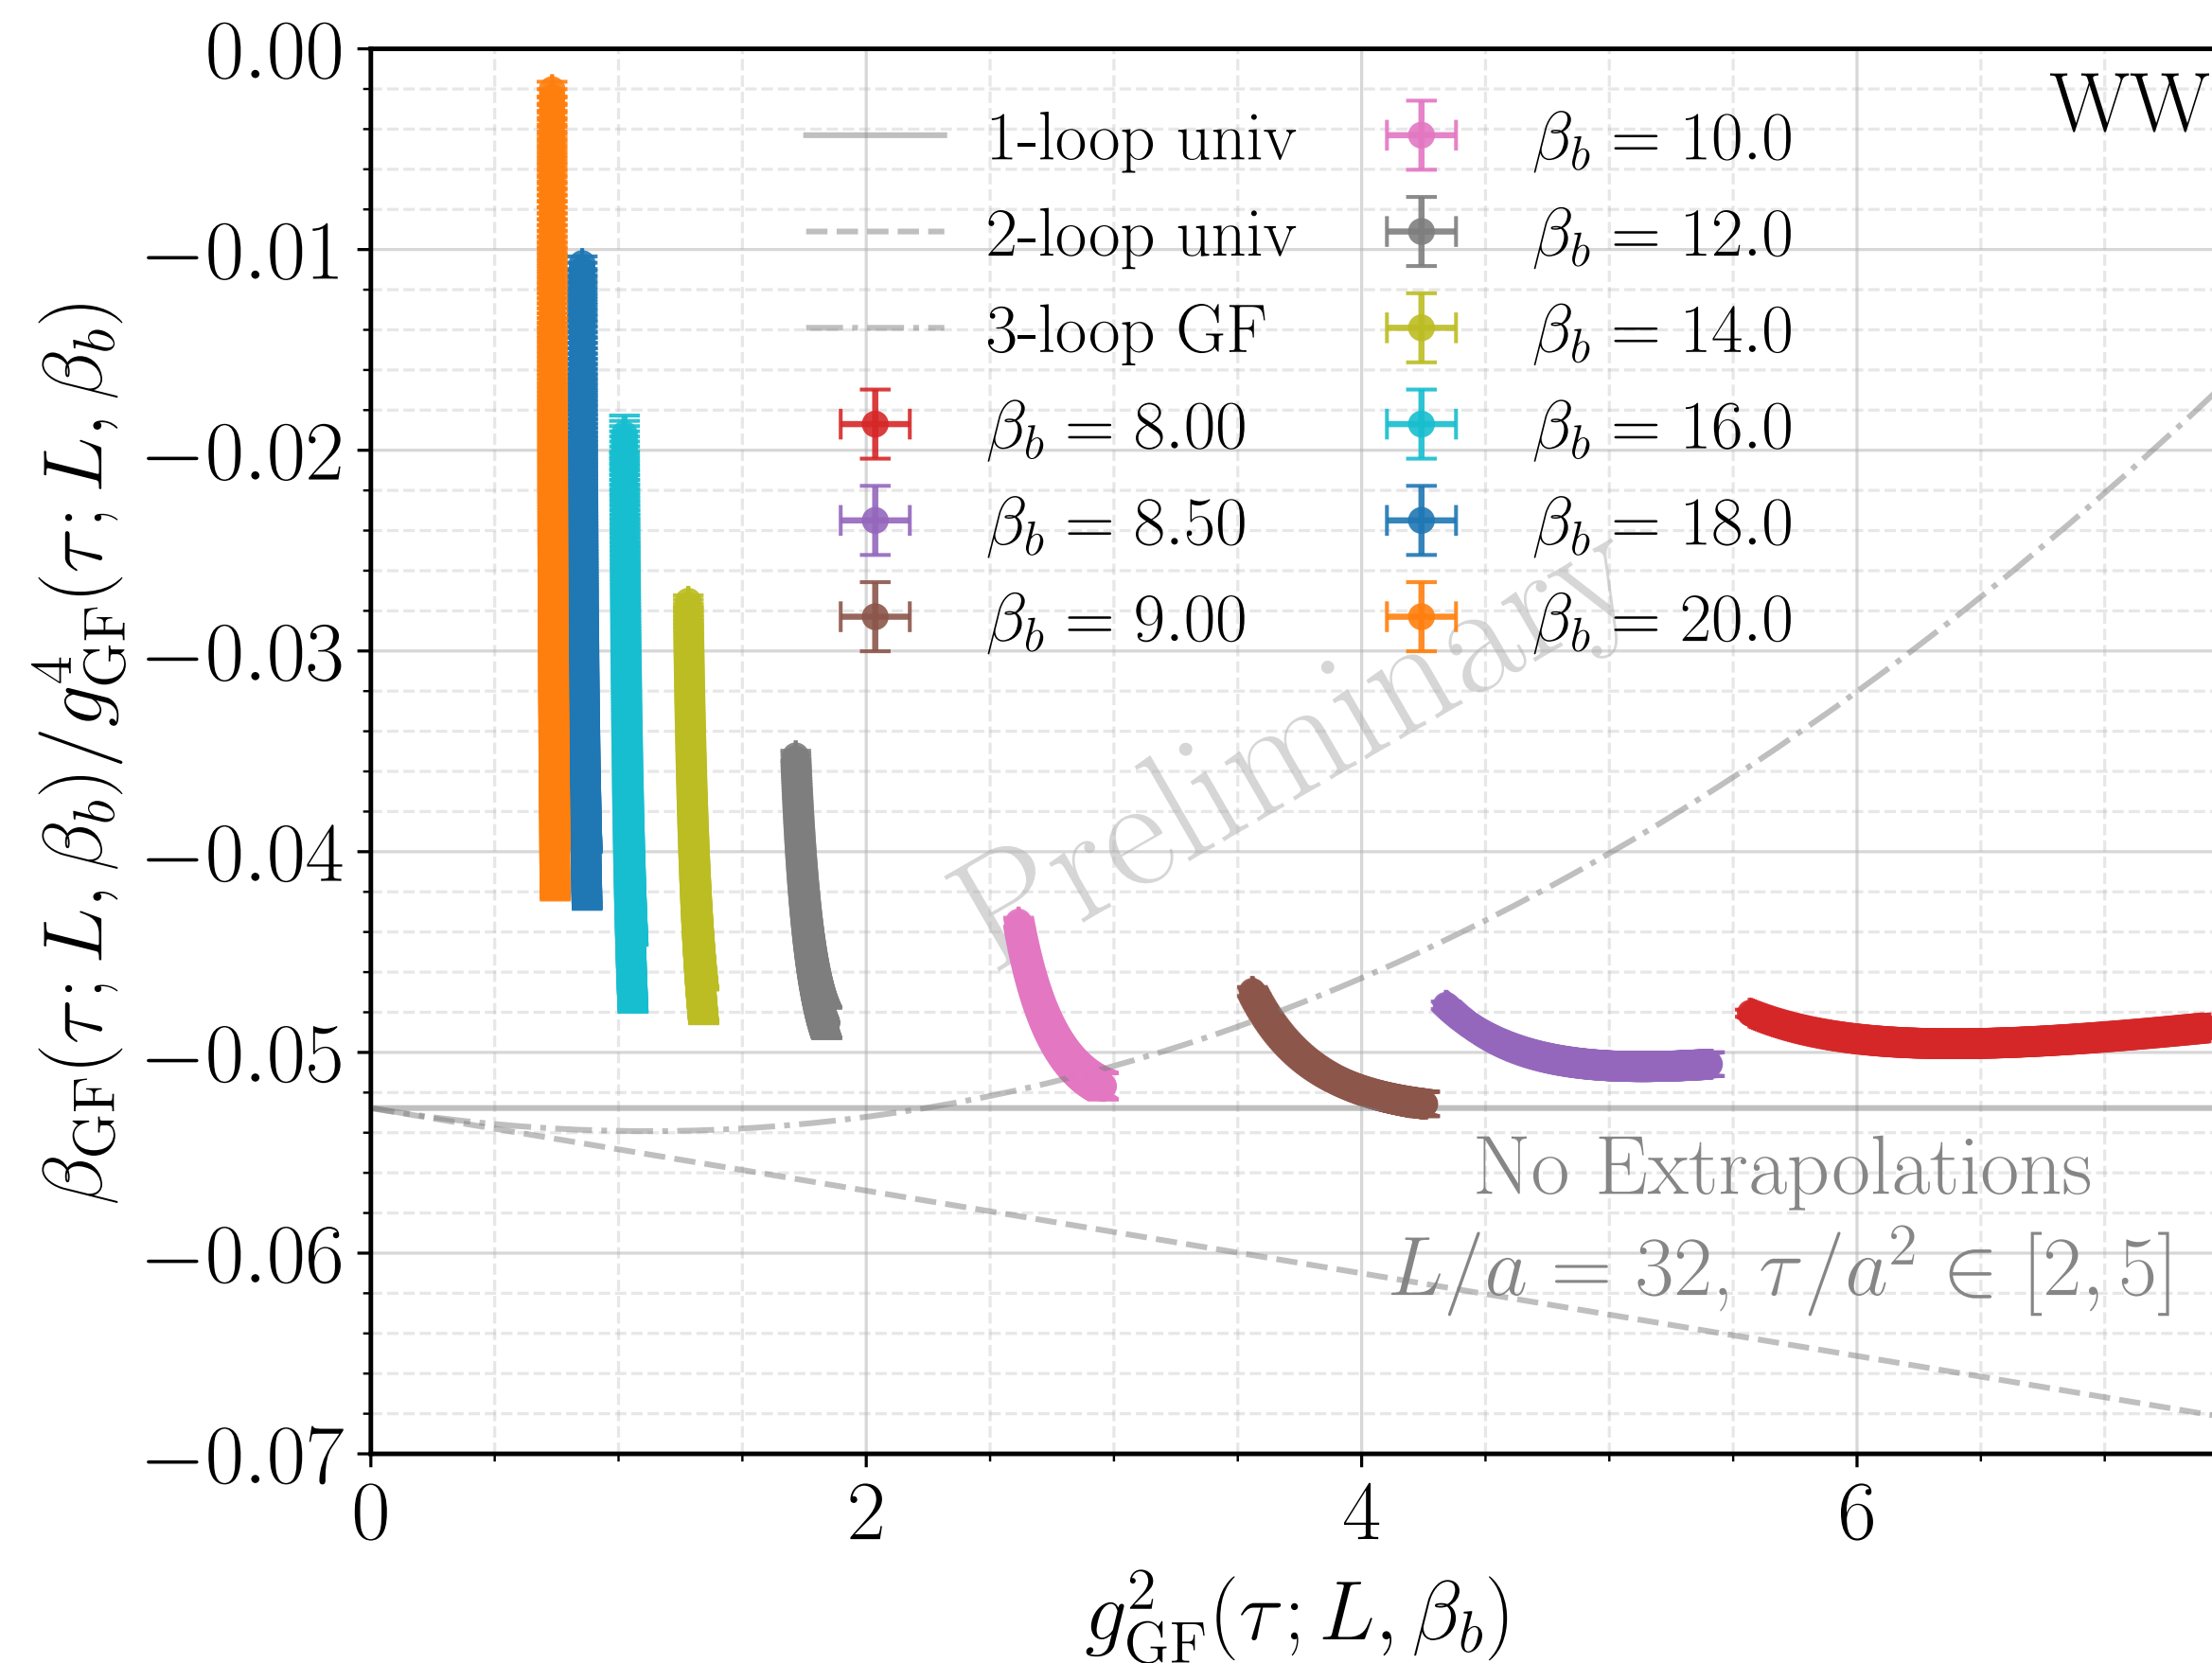 0.00
−0.01
−0.02
−0.03
−0.04
−0.05
−0.06
−0.07
β_GF(τ; L, β_b)/g⁴_GF(τ; L, β_b)
WW
1-loop univ
2-loop univ
3-loop GF
β_b = 8.00
β_b = 8.50
β_b = 9.00
β_b = 10.0
β_b = 12.0
β_b = 14.0
β_b = 16.0
β_b = 18.0
β_b = 20.0
Preliminary
No Extrapolations
L/a = 32, τ/a² ∈ [2, 5]
0 2 4 6
g²_GF(τ; L, β_b)